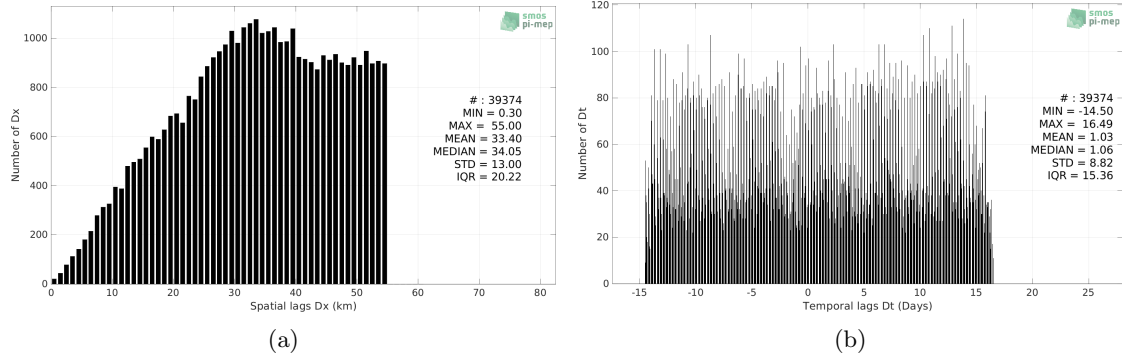 smos
pi-mep
Number of Dx
1000
800
600
400
200
0
# : 39374
MIN = 0.30
MAX = 55.00
MEAN = 33.40
MEDIAN = 34.05
STD = 13.00
IQR = 20.22
0 10 20 30 40 50 60 70 80
Spatial lags Dx (km)
(a)
smos
pi-mep
Number of Dt
120
100
80
60
40
20
0
# : 39374
MIN = -14.50
MAX = 16.49
MEAN = 1.03
MEDIAN = 1.06
STD = 8.82
IQR = 15.36
-15 -10 -5 0 5 10 15 20 25
Temporal lags Dt (Days)
(b)